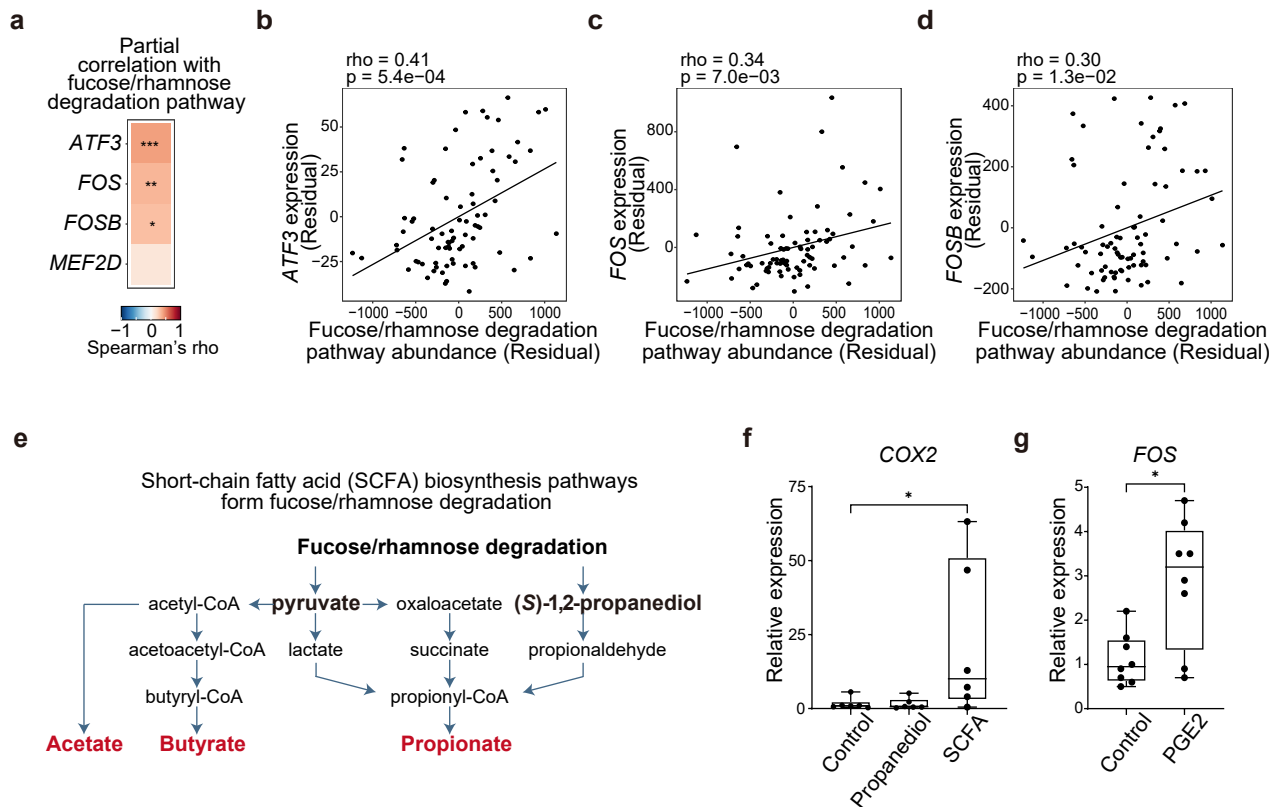 a
Partial
correlation with
fucose/rhamnose
degradation pathway
ATF3
***
FOS
**
FOSB
*
MEF2D
−1 0 1
Spearman's rho
b
rho = 0.41
p = 5.4e−04
ATF3 expression
(Residual)
50
25
0
−25
−1000 −500 0 500 1000
Fucose/rhamnose degradation
pathway abundance (Residual)
c
rho = 0.34
p = 7.0e−03
FOS expression
(Residual)
800
400
0
−1000 −500 0 500 1000
Fucose/rhamnose degradation
pathway abundance (Residual)
d
rho = 0.30
p = 1.3e−02
FOSB expression
(Residual)
400
200
0
−200
−1000 −500 0 500 1000
Fucose/rhamnose degradation
pathway abundance (Residual)
e
Short-chain fatty acid (SCFA) biosynthesis pathways
form fucose/rhamnose degradation
Fucose/rhamnose degradation
acetyl-CoA pyruvate oxaloacetate (S)-1,2-propanediol
acetoacetyl-CoA lactate succinate propionaldehyde
butyryl-CoA propionyl-CoA
Acetate Butyrate Propionate
f
COX2
*
Relative expression
75
50
25
0
Control
Propanediol
SCFA
g
FOS
*
Relative expression
5
4
3
2
1
0
Control
PGE2